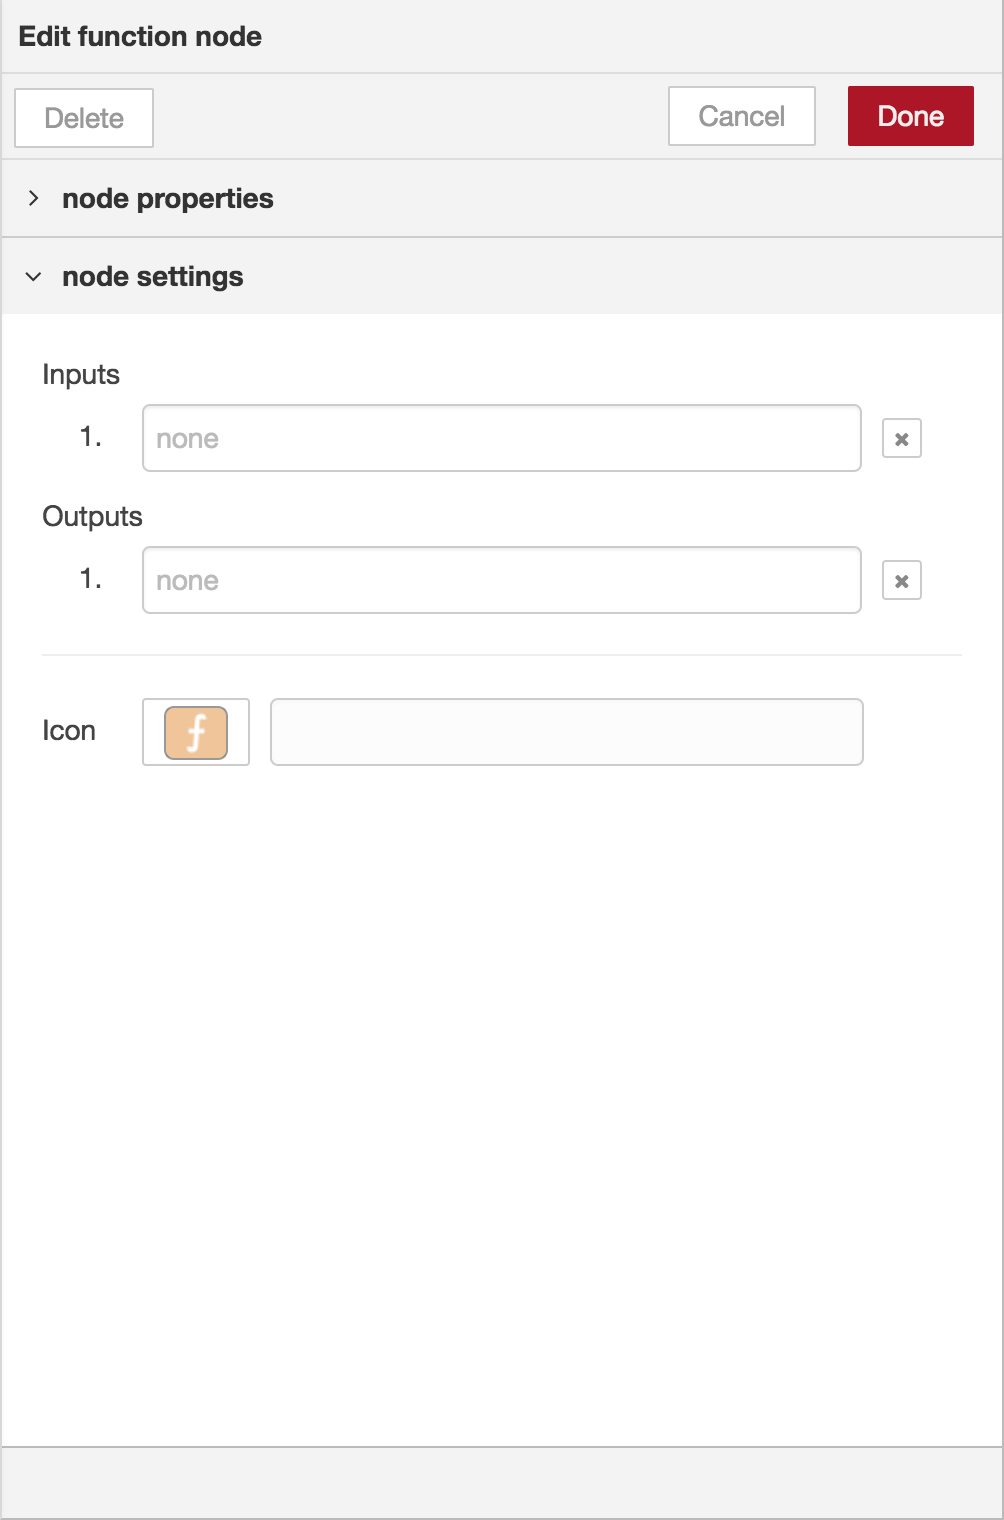 Edit function node
Delete
Cancel
Done
node properties
node settings
Inputs
1.
none
Outputs
1.
none
Icon
f